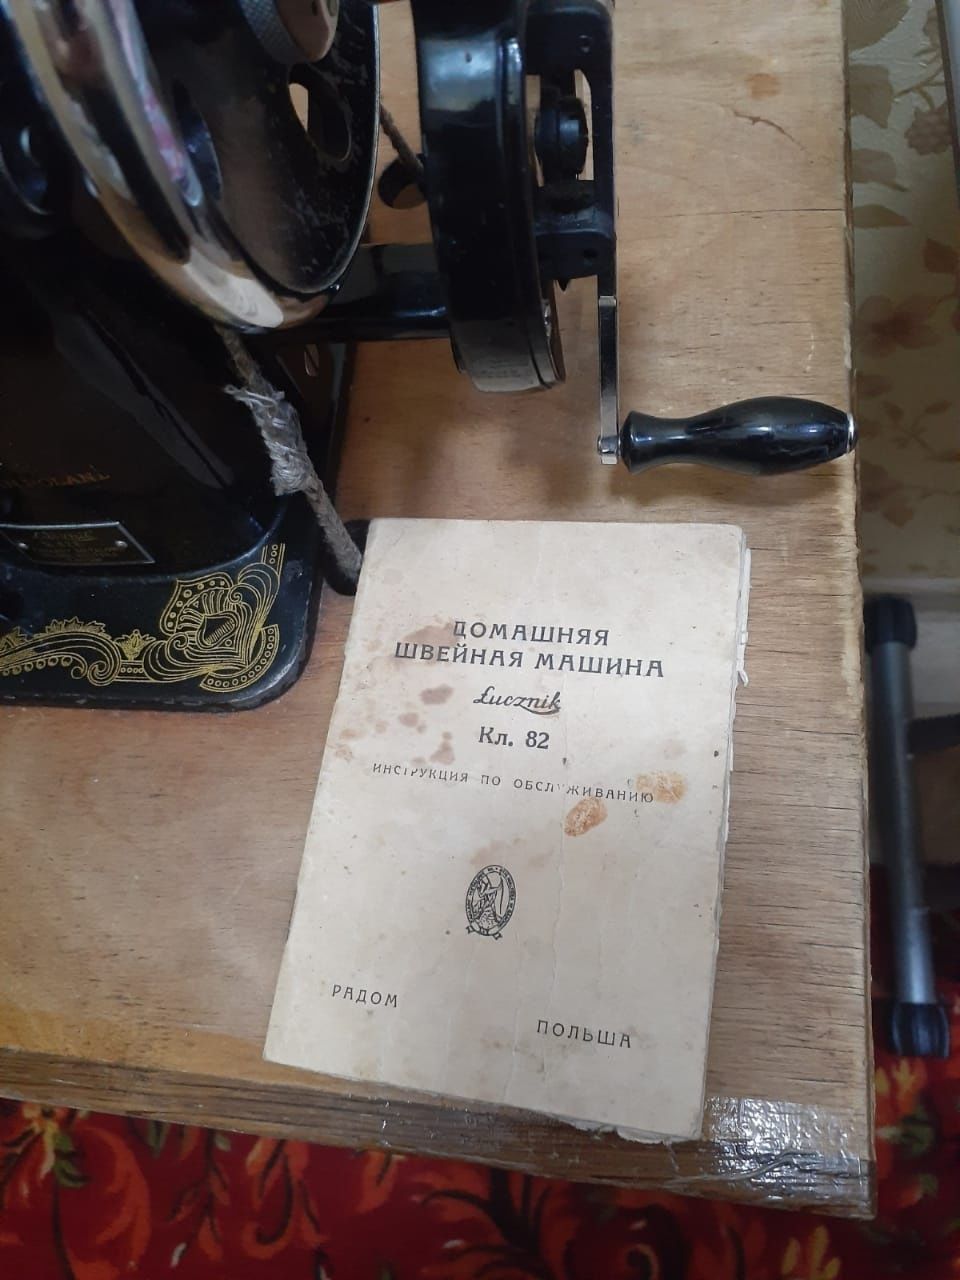 ДОМАШНЯЯ
ШВЕЙНАЯ МАШИНА
Łucznik
Кл. 82
ИНСТРУКЦИЯ ПО ОБСЛУЖИВАНИЮ
РАДОМ
ПОЛЬША